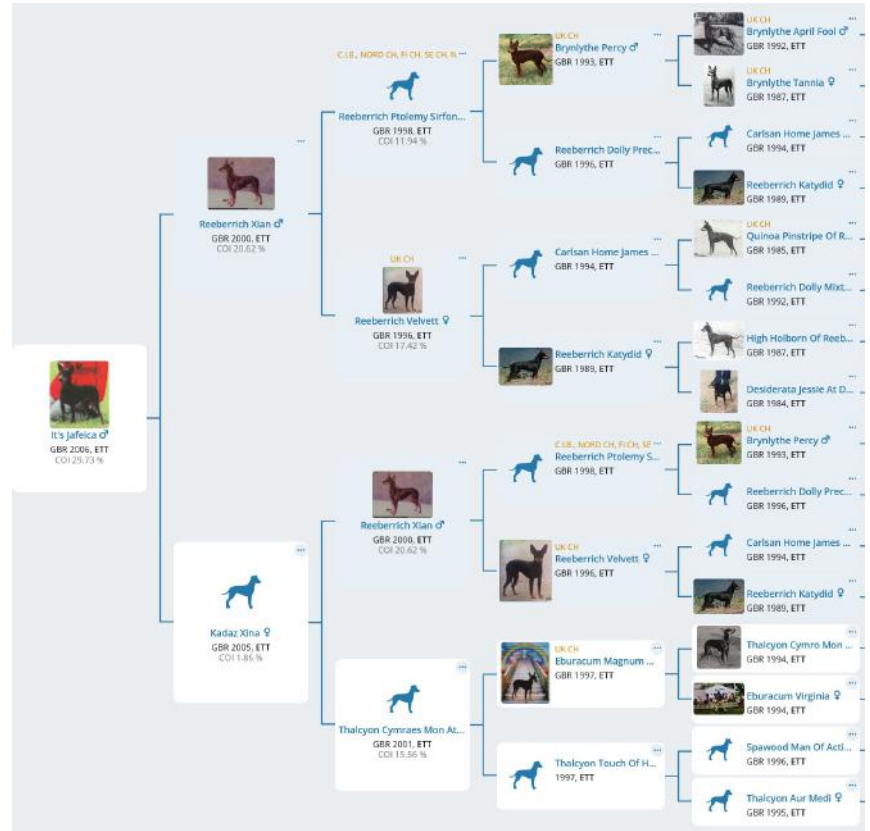 It's Jafeica ♂
GBR 2006, ETT
COI 29.73 %
Reeberrich Xian ♂
GBR 2000, ETT
COI 20.62 %
Kadaz Xina ♀
GBR 2005, ETT
COI 1.86 %
C.I.B., NORD CH, FI CH, SE CH, N...
Reeberrich Ptolemy Sirfon...
GBR 1998, ETT
COI 11.94 %
UK CH
Reeberrich Velvett ♀
GBR 1996, ETT
COI 17.42 %
Reeberrich Xian ♂
GBR 2000, ETT
COI 20.62 %
Thalcyon Cymraes Mon At...
GBR 2001, ETT
COI 15.56 %
UK CH
Brynlythe Percy ♂
GBR 1993, ETT
Reeberrich Dolly Prec...
GBR 1996, ETT
Carlsan Home James ...
GBR 1994, ETT
Reeberrich Katydid ♀
GBR 1989, ETT
C.I.B., NORD CH, FI CH, SE ...
Reeberrich Ptolemy S...
GBR 1998, ETT
UK CH
Reeberrich Velvett ♀
GBR 1996, ETT
UK CH
Eburacum Magnum ...
GBR 1997, ETT
Thalcyon Touch Of H...
1997, ETT
UK CH
Brynlythe April Fool ♂
GBR 1992, ETT
UK CH
Brynlythe Tannia ♀
GBR 1987, ETT
Carlsan Home James ...
GBR 1994, ETT
Reeberrich Katydid ♀
GBR 1989, ETT
UK CH
Quinoa Pinstripe Of R...
GBR 1985, ETT
Reeberrich Dolly Mixt...
GBR 1992, ETT
High Holborn Of Reeb...
GBR 1987, ETT
Desiderata Jessie At D...
GBR 1984, ETT
UK CH
Brynlythe Percy ♂
GBR 1993, ETT
Reeberrich Dolly Prec...
GBR 1996, ETT
Carlsan Home James ...
GBR 1994, ETT
Reeberrich Katydid ♀
GBR 1989, ETT
Thalcyon Cymro Mon ...
GBR 1994, ETT
Eburacum Virginia ♀
GBR 1994, ETT
Spawood Man Of Acti...
GBR 1996, ETT
Thalcyon Aur Medi ♀
GBR 1995, ETT